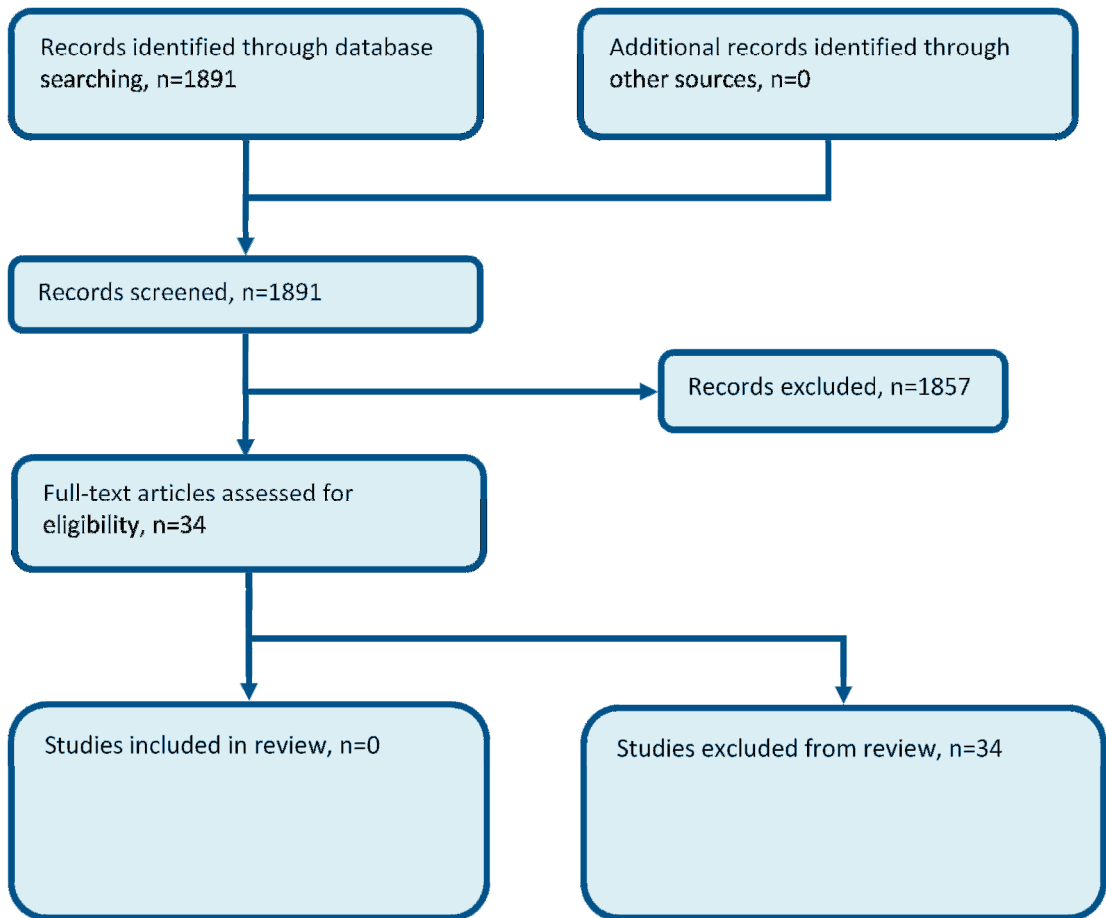 Records identified through database
searching, n=1891
Additional records identified through
other sources, n=0
Records screened, n=1891
Records excluded, n=1857
Full-text articles assessed for
eligibility, n=34
Studies included in review, n=0
Studies excluded from review, n=34